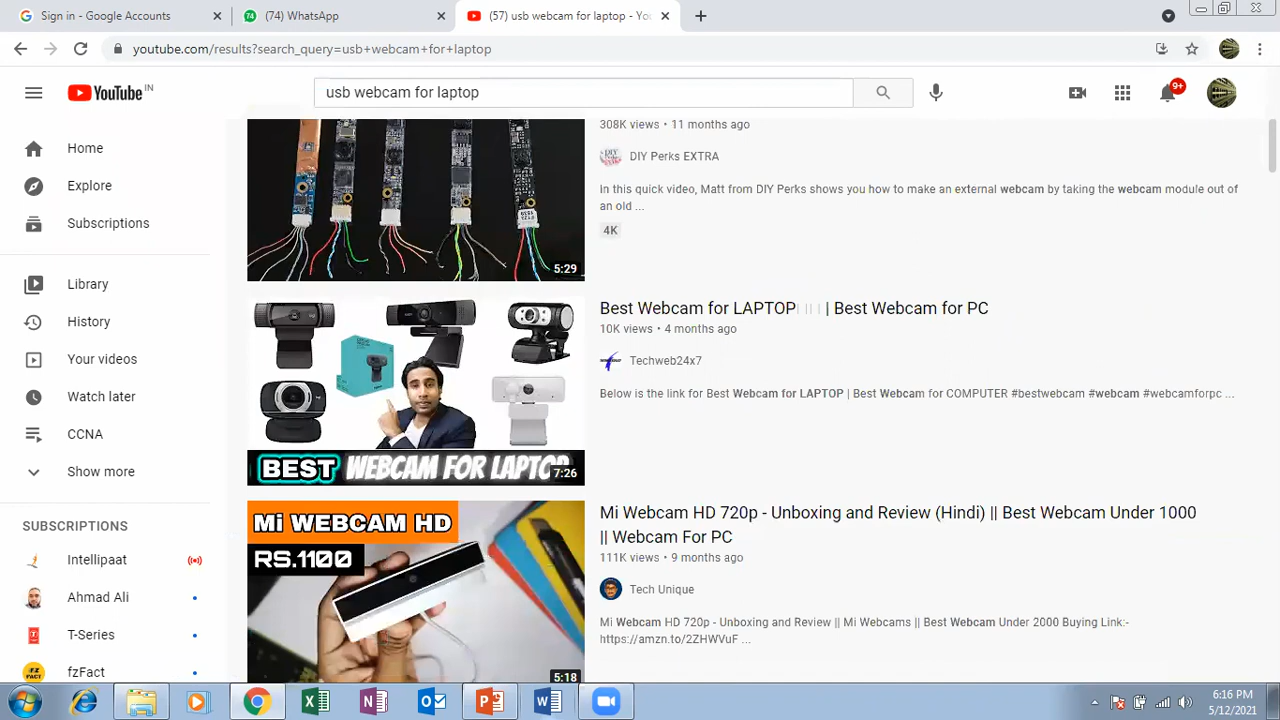 Sign in - Google Accounts
(74) WhatsApp
(57) usb webcam for laptop - Yo
youtube.com/results?search_query=usb+webcam+for+laptop
YouTube IN
usb webcam for laptop
9+
Home
Explore
Subscriptions
Library
History
Your videos
Watch later
CCNA
Show more
SUBSCRIPTIONS
Intellipaat
Ahmad Ali
T-Series
fzFact
308K views • 11 months ago
DIY Perks EXTRA
In this quick video, Matt from DIY Perks shows you how to make an external webcam by taking the webcam module out of
an old ...
4K
5:29
Best Webcam for LAPTOP | Best Webcam for PC
10K views • 4 months ago
Techweb24x7
Below is the link for Best Webcam for LAPTOP | Best Webcam for COMPUTER #bestwebcam #webcam #webcamforpc ...
BEST WEBCAM FOR LAPTOP
7:26
Mi WEBCAM HD
RS.1100
5:18
Mi Webcam HD 720p - Unboxing and Review (Hindi) || Best Webcam Under 1000
|| Webcam For PC
111K views • 9 months ago
Tech Unique
Mi Webcam HD 720p - Unboxing and Review || Mi Webcams || Best Webcam Under 2000 Buying Link:-
https://amzn.to/2ZHWVuF ...
6:16 PM
5/12/2021